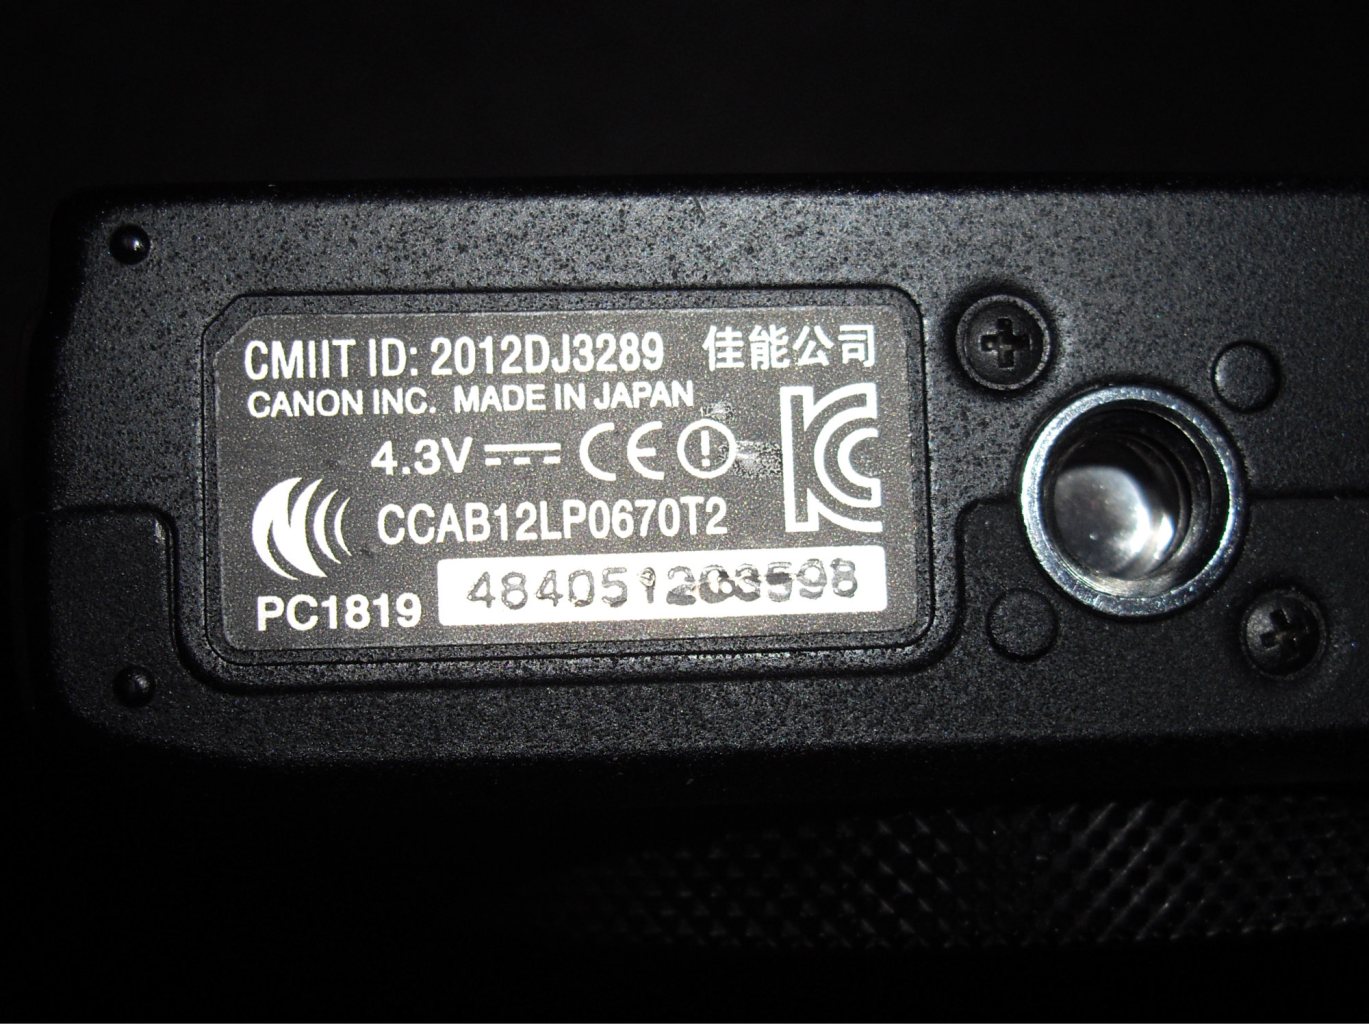 CMIIT ID: 2012DJ3289 佳能公司
CANON INC. MADE IN JAPAN
4.3V CE
CCAB12LP0670T2
PC1819 484051203598